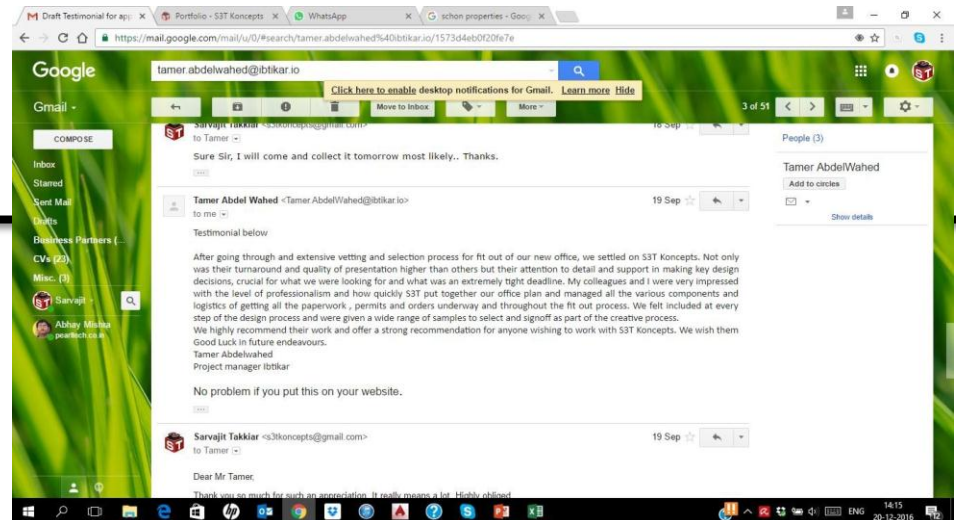 Draft Testimonial for app
Portfolio - S3T Koncepts
WhatsApp
schon properties - Goog
https://mail.google.com/mail/u/0/#search/tamer.abdelwahed%40ibtikar.io/1573d4eb0f20fe7e
Google
tamer.abdelwahed@ibtikar.io
Click here to enable desktop notifications for Gmail. Learn more Hide
Gmail
Move to Inbox
More
3 of 51
COMPOSE
Inbox
Starred
Sent Mail
Drafts
Business Partners (...
CVs (23)
Misc. (3)
Sarvajit
Abhay Mishra
Sarvajit Takkiar <s3tkoncepts@gmail.com>
18 Sep
to Tamer
Sure Sir, I will come and collect it tomorrow most likely.. Thanks.
Tamer Abdel Wahed <Tamer.AbdelWahed@ibtikar.io>
19 Sep
to me
Testimonial below
After going through and extensive vetting and selection process for fit out of our new office, we settled on S3T Koncepts. Not only
was their turnaround and quality of presentation higher than others but their attention to detail and support in making key design
decisions, crucial for what we were looking for and what was an extremely tight deadline. My colleagues and I were very impressed
with the level of professionalism and how quickly S3T put together our office plan and managed all the various components and
logistics of getting all the paperwork , permits and orders underway and throughout the fit out process. We felt included at every
step of the design process and were given a wide range of samples to select and signoff as part of the creative process.
We highly recommend their work and offer a strong recommendation for anyone wishing to work with S3T Koncepts. We wish them
Good Luck in future endeavours.
Tamer Abdelwahed
Project manager Ibtikar
No problem if you put this on your website.
Sarvajit Takkiar <s3tkoncepts@gmail.com>
19 Sep
to Tamer
Dear Mr Tamer,
Thank you so much for such an appreciation. It really means a lot. Highly obliged
People (3)
Tamer AbdelWahed
Add to circles
Show details
ENG
14:15
20-12-2016